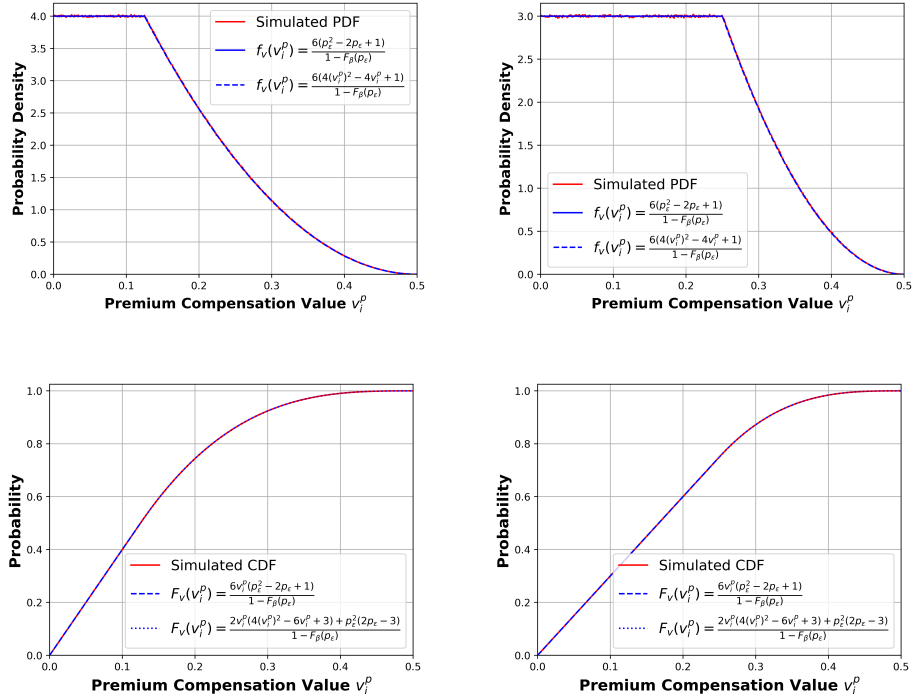 Probability Density
4.0
3.5
3.0
2.5
2.0
1.5
1.0
0.5
0.0
Simulated PDF
f_v(v_i^p) = \frac{6(p_ε^2 − 2p_ε + 1)}{1 − F_β(p_ε)}
f_v(v_i^p) = \frac{6(4(v_i^p)^2 − 4v_i^p + 1)}{1 − F_β(p_ε)}
0.0 0.1 0.2 0.3 0.4 0.5
Premium Compensation Value v_i^p
Probability Density
3.0
2.5
2.0
1.5
1.0
0.5
0.0
Simulated PDF
f_v(v_i^p) = \frac{6(p_ε^2 − 2p_ε + 1)}{1 − F_β(p_ε)}
f_v(v_i^p) = \frac{6(4(v_i^p)^2 − 4v_i^p + 1)}{1 − F_β(p_ε)}
0.0 0.1 0.2 0.3 0.4 0.5
Premium Compensation Value v_i^p
Probability
1.0
0.8
0.6
0.4
0.2
0.0
Simulated CDF
F_v(v_i^p) = \frac{6v_i^p(p_ε^2 − 2p_ε + 1)}{1 − F_β(p_ε)}
F_v(v_i^p) = \frac{2v_i^p(4(v_i^p)^2 − 6v_i^p + 3) + p_ε^2(2p_ε − 3)}{1 − F_β(p_ε)}
0.0 0.1 0.2 0.3 0.4 0.5
Premium Compensation Value v_i^p
Probability
1.0
0.8
0.6
0.4
0.2
0.0
Simulated CDF
F_v(v_i^p) = \frac{6v_i^p(p_ε^2 − 2p_ε + 1)}{1 − F_β(p_ε)}
F_v(v_i^p) = \frac{2v_i^p(4(v_i^p)^2 − 6v_i^p + 3) + p_ε^2(2p_ε − 3)}{1 − F_β(p_ε)}
0.0 0.1 0.2 0.3 0.4 0.5
Premium Compensation Value v_i^p